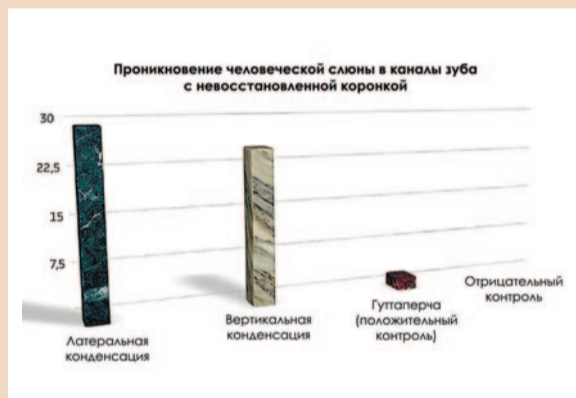 Проникновение человеческой слюны в каналы зуба
с невосстановленной коронкой
30
22,5
15
7,5
Латеральная
конденсация
Вертикальная
конденсация
Гуттаперча
(положительный
контроль)
Отрицательный
контроль